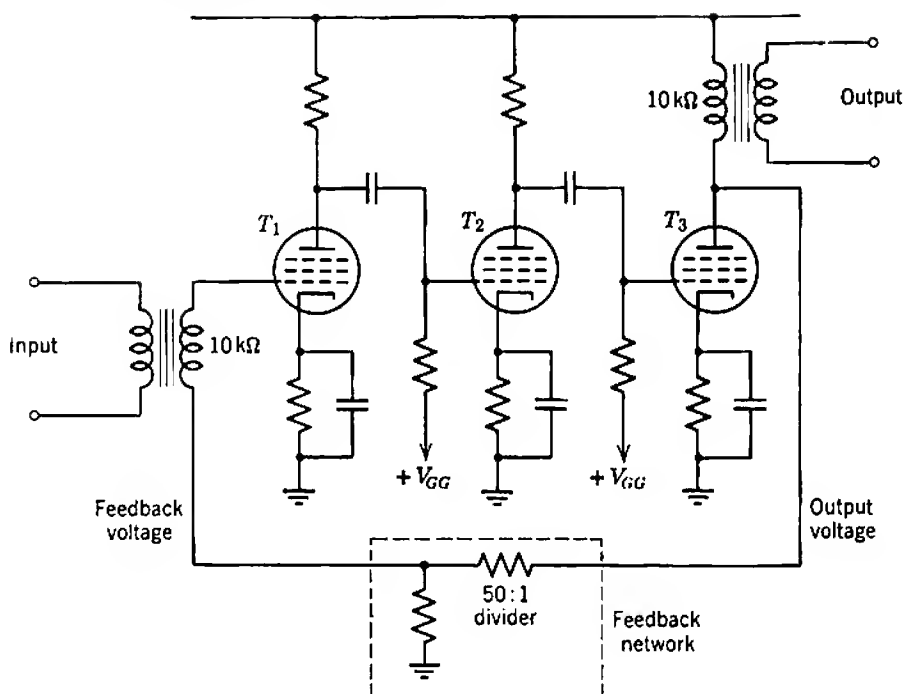 10 kΩ
Output
T1
T2
T3
Input
10 kΩ
+ VGG
+ VGG
Feedback
voltage
Output
voltage
50:1
divider
Feedback
network